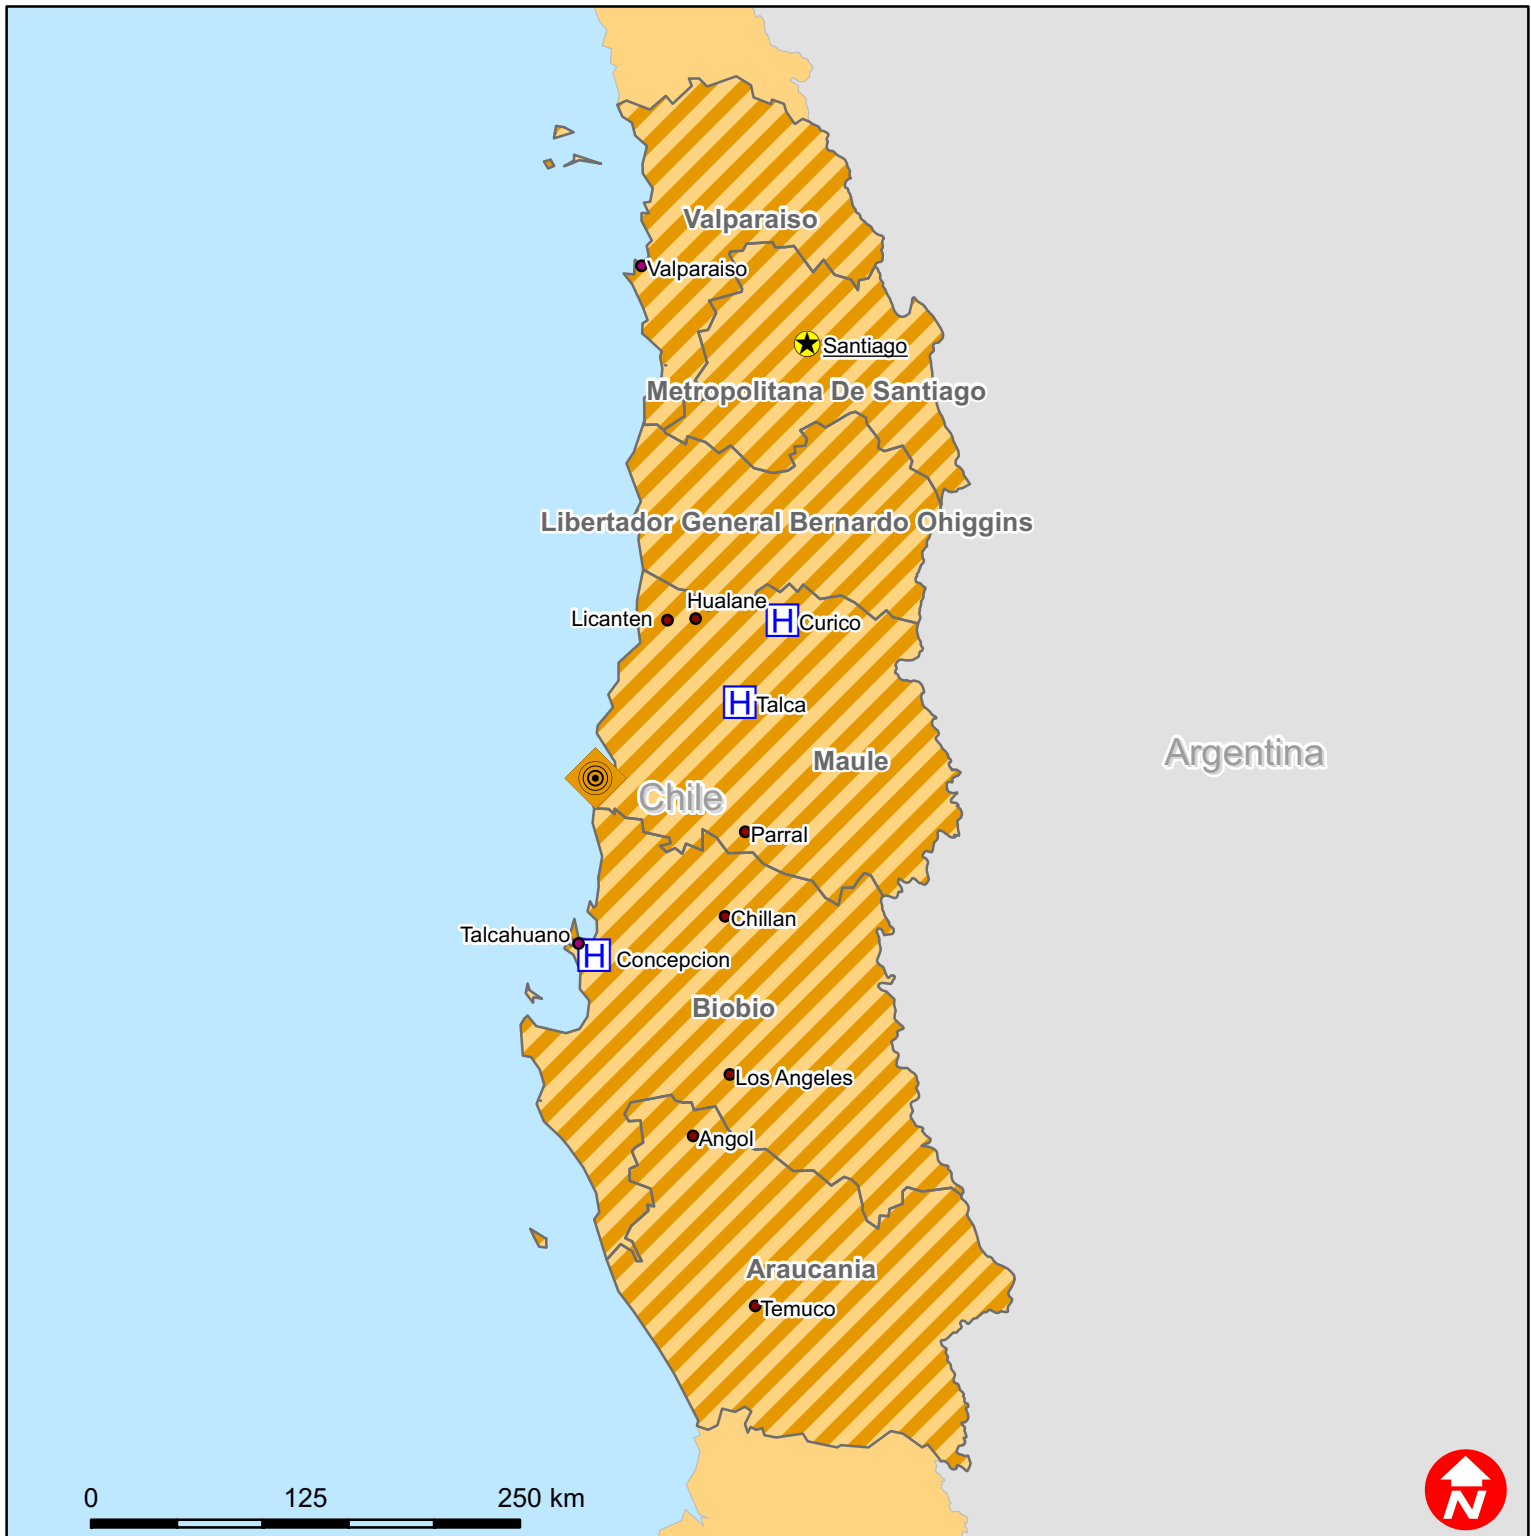 Valparaiso
Valparaiso
Santiago
Metropolitana De Santiago
Libertador General Bernardo Ohiggins
Hualane
Licanten
H Curico
H Talca
Argentina
Maule
Chile
Parral
Chillan
Talcahuano
H Concepcion
Biobio
Los Angeles
Angol
Araucania
Temuco
0 125 250 km
N